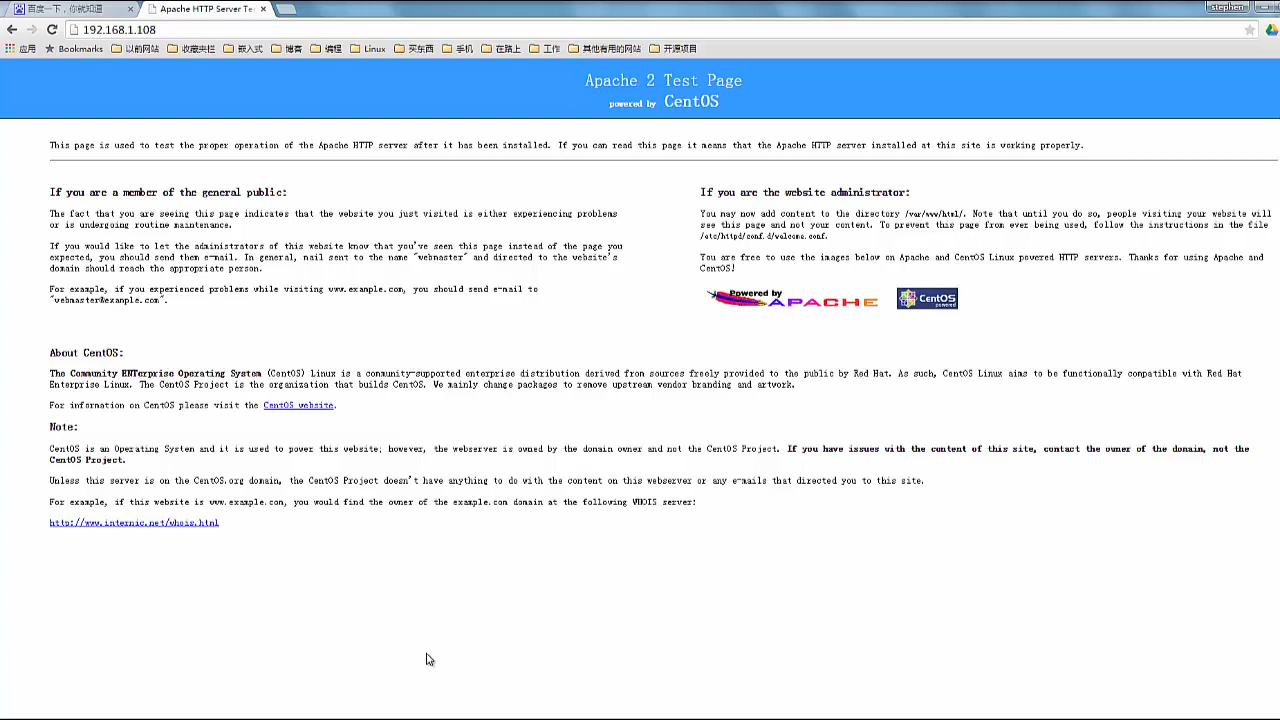 百度一下，你就知道
Apache HTTP Server Te
stephen
192.168.1.108
应用 Bookmarks 以前网站 收藏夹栏 嵌入式 博客 编程 Linux 买东西 手机 在路上 工作 其他有用的网站 开源项目
Apache 2 Test Page
powered by CentOS
This page is used to test the proper operation of the Apache HTTP server after it has been installed. If you can read this page it means that the Apache HTTP server installed at this site is working properly.
If you are a member of the general public:
The fact that you are seeing this page indicates that the website you just visited is either experiencing problems
or is undergoing routine maintenance.
If you would like to let the administrators of this website know that you've seen this page instead of the page you
expected, you should send them e-mail. In general, mail sent to the name "webmaster" and directed to the website's
domain should reach the appropriate person.
For example, if you experienced problems while visiting www.example.com, you should send e-mail to
"webmaster@example.com".
If you are the website administrator:
You may now add content to the directory /var/www/html/. Note that until you do so, people visiting your website will
see this page and not your content. To prevent this page from ever being used, follow the instructions in the file
/etc/httpd/conf.d/welcome.conf.
You are free to use the images below on Apache and CentOS Linux powered HTTP servers. Thanks for using Apache and
CentOS!
Powered by
APACHE
CentOS
powered
About CentOS:
The Community ENTerprise Operating System (CentOS) Linux is a community-supported enterprise distribution derived from sources freely provided to the public by Red Hat. As such, CentOS Linux aims to be functionally compatible with Red Hat
Enterprise Linux. The CentOS Project is the organization that builds CentOS. We mainly change packages to remove upstream vendor branding and artwork.
For information on CentOS please visit the CentOS website.
Note:
CentOS is an Operating System and it is used to power this website; however, the webserver is owned by the domain owner and not the CentOS Project. If you have issues with the content of this site, contact the owner of the domain, not the
CentOS Project.
Unless this server is on the CentOS.org domain, the CentOS Project doesn't have anything to do with the content on this webserver or any e-mails that directed you to this site.
For example, if this website is www.example.com, you would find the owner of the example.com domain at the following WHOIS server:
http://www.internic.net/whois.html